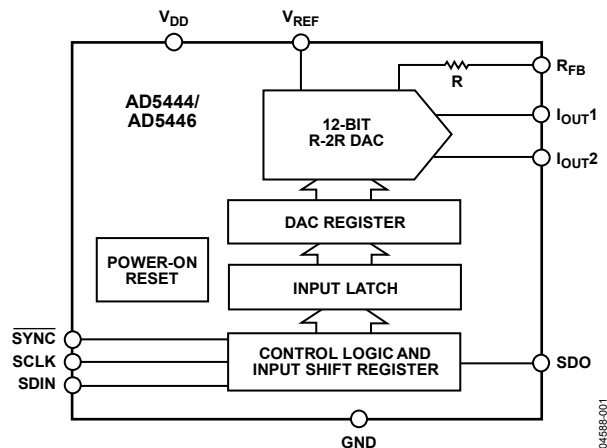 VDD
VREF
RFB
R
AD5444/
AD5446
12-BIT
R-2R DAC
IOUT1
IOUT2
DAC REGISTER
POWER-ON
RESET
INPUT LATCH
SYNC
SCLK
SDIN
CONTROL LOGIC AND
INPUT SHIFT REGISTER
SDO
GND
04588-001